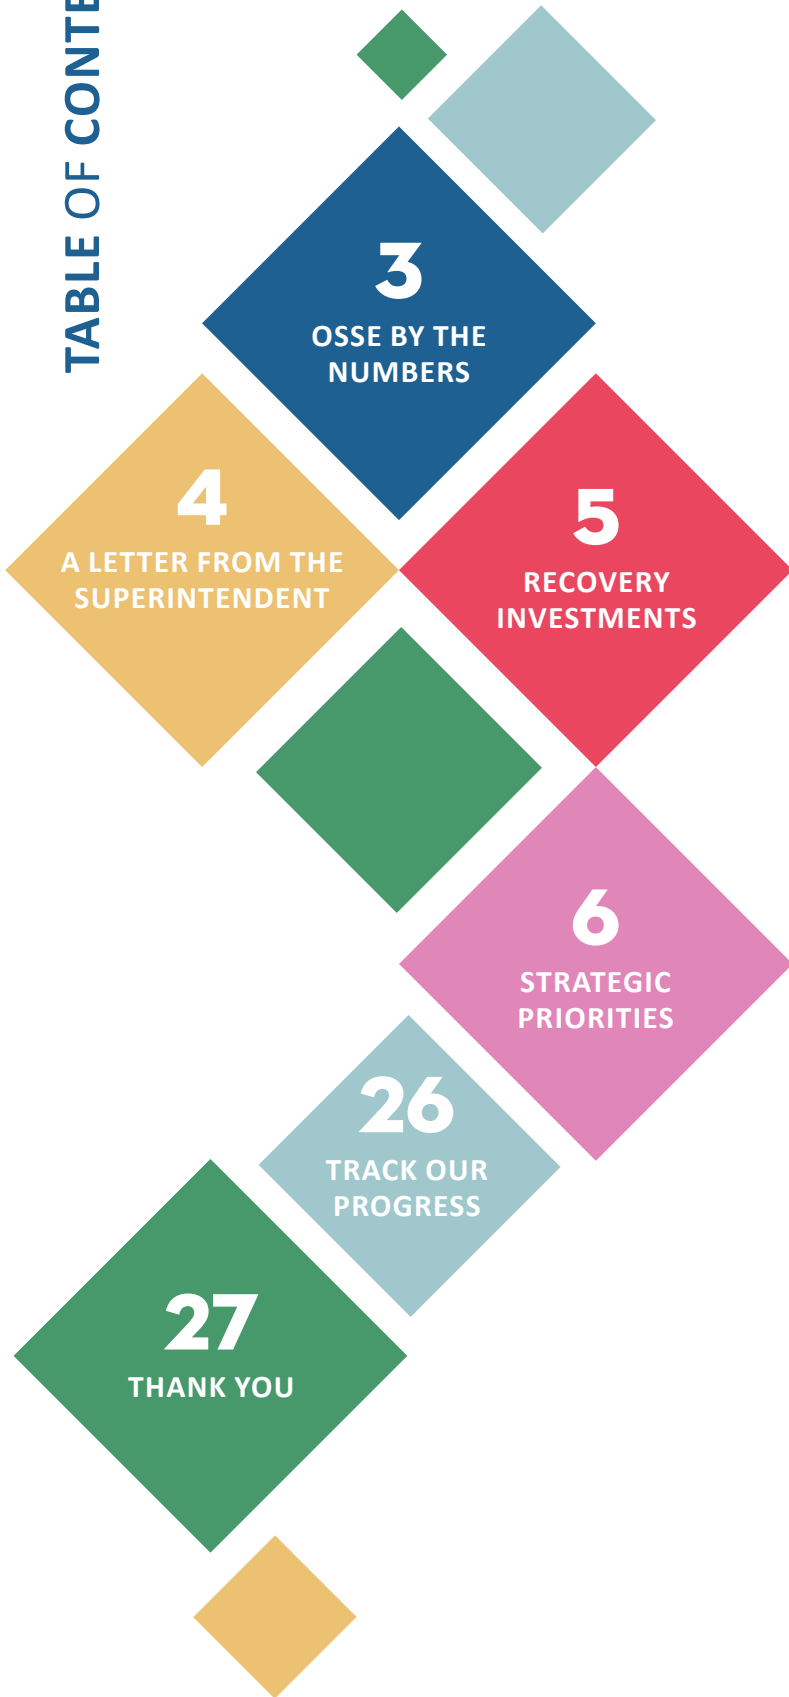 TABLE OF CONTE
3
OSSE BY THE
NUMBERS
4
A LETTER FROM THE
SUPERINTENDENT
5
RECOVERY
INVESTMENTS
6
STRATEGIC
PRIORITIES
26
TRACK OUR
PROGRESS
27
THANK YOU